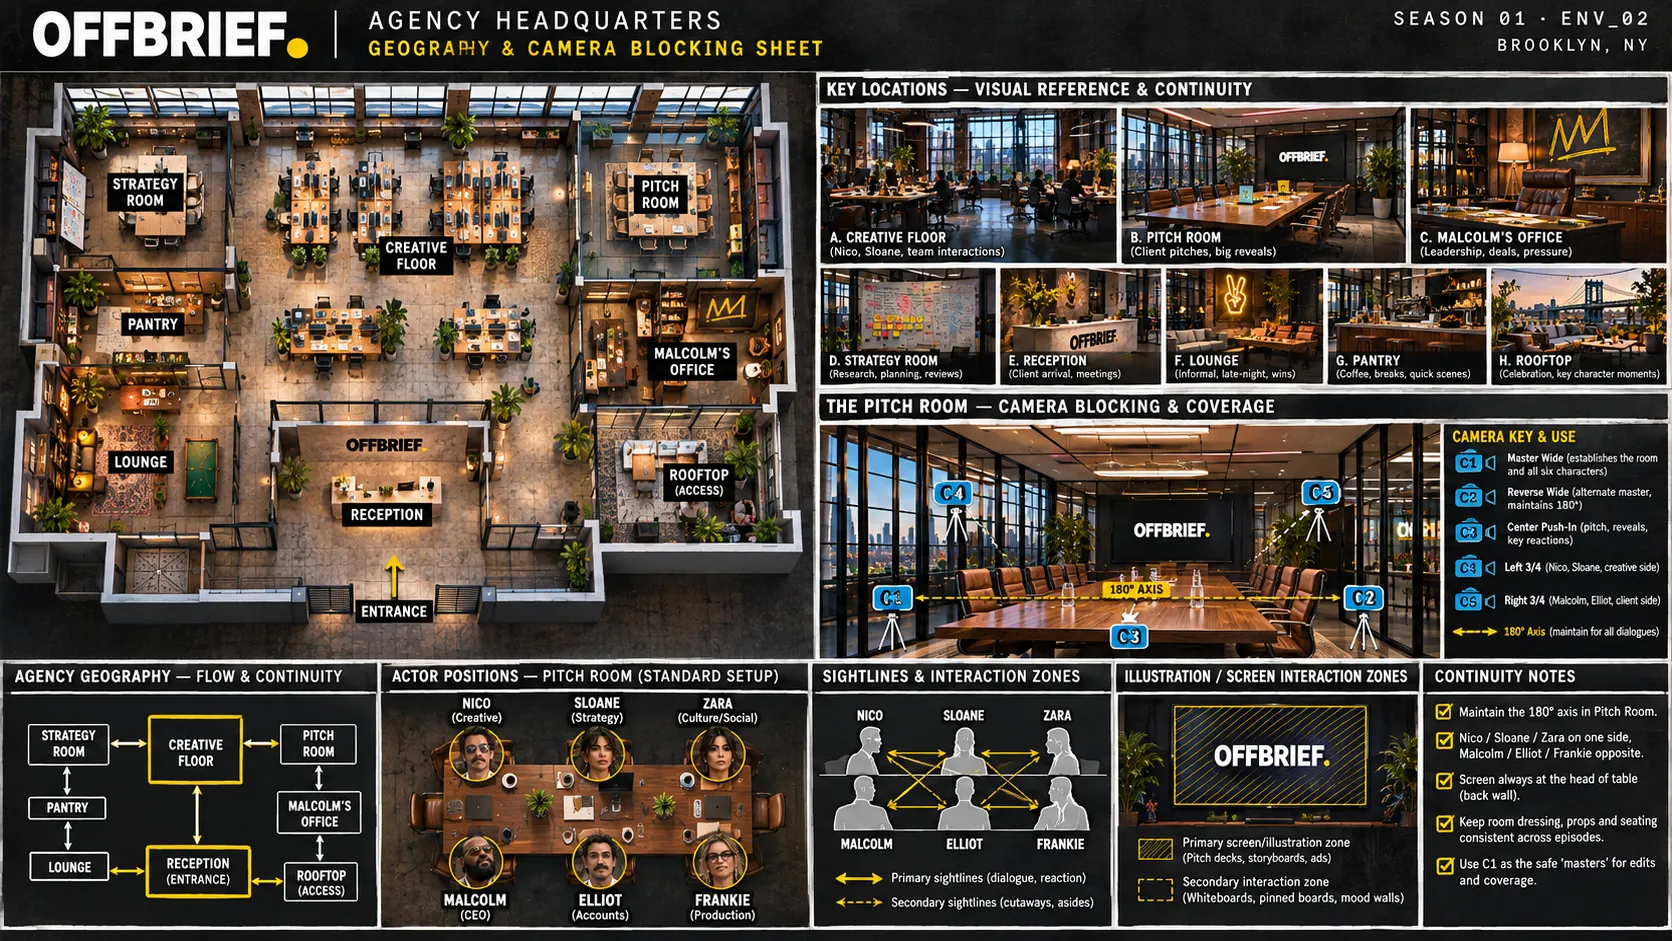 OFFBRIEF.
AGENCY HEADQUARTERS
GEOGRAPHY & CAMERA BLOCKING SHEET
SEASON 01 · ENV_02
BROOKLYN, NY
STRATEGY
ROOM
CREATIVE
FLOOR
PITCH
ROOM
PANTRY
MALCOLM'S
OFFICE
LOUNGE
OFFBRIEF.
RECEPTION
ROOFTOP
(ACCESS)
ENTRANCE
KEY LOCATIONS — VISUAL REFERENCE & CONTINUITY
A. CREATIVE FLOOR
(Nico, Sloane, team interactions)
OFFBRIEF.
B. PITCH ROOM
(Client pitches, big reveals)
C. MALCOLM'S OFFICE
(Leadership, deals, pressure)
D. STRATEGY ROOM
(Research, planning, reviews)
OFFBRIEF.
E. RECEPTION
(Client arrival, meetings)
F. LOUNGE
(Informal, late-night, wins)
G. PANTRY
(Coffee, breaks, quick scenes)
H. ROOFTOP
(Celebration, key character moments)
THE PITCH ROOM — CAMERA BLOCKING & COVERAGE
C4
C5
OFFBRIEF.
C1
180° AXIS
C2
C3
CAMERA KEY & USE
C1 Master Wide (establishes the room
and all six characters)
C2 Reverse Wide (alternate master,
maintains 180°)
C3 Center Push-In (pitch, reveals,
key reactions)
C4 Left 3/4 (Nico, Sloane, creative side)
C5 Right 3/4 (Malcolm, Elliot, client side)
180° Axis (maintain for all dialogues)
AGENCY GEOGRAPHY — FLOW & CONTINUITY
STRATEGY
ROOM
CREATIVE
FLOOR
PITCH
ROOM
PANTRY
MALCOLM'S
OFFICE
LOUNGE
RECEPTION
(ENTRANCE)
ROOFTOP
(ACCESS)
ACTOR POSITIONS — PITCH ROOM (STANDARD SETUP)
NICO
(Creative)
SLOANE
(Strategy)
ZARA
(Culture/Social)
MALCOLM
(CEO)
ELLIOT
(Accounts)
FRANKIE
(Production)
SIGHTLINES & INTERACTION ZONES
NICO
SLOANE
ZARA
MALCOLM
ELLIOT
FRANKIE
Primary sightlines (dialogue, reaction)
Secondary sightlines (cutaways, asides)
ILLUSTRATION / SCREEN INTERACTION ZONES
OFFBRIEF.
Primary screen/illustration zone
(Pitch decks, storyboards, ads)
Secondary interaction zone
(Whiteboards, pinned boards, mood walls)
CONTINUITY NOTES
Maintain the 180° axis in Pitch Room.
Nico / Sloane / Zara on one side,
Malcolm / Elliot / Frankie opposite.
Screen always at the head of table
(back wall).
Keep room dressing, props and seating
consistent across episodes.
Use C1 as the safe 'masters' for edits
and coverage.